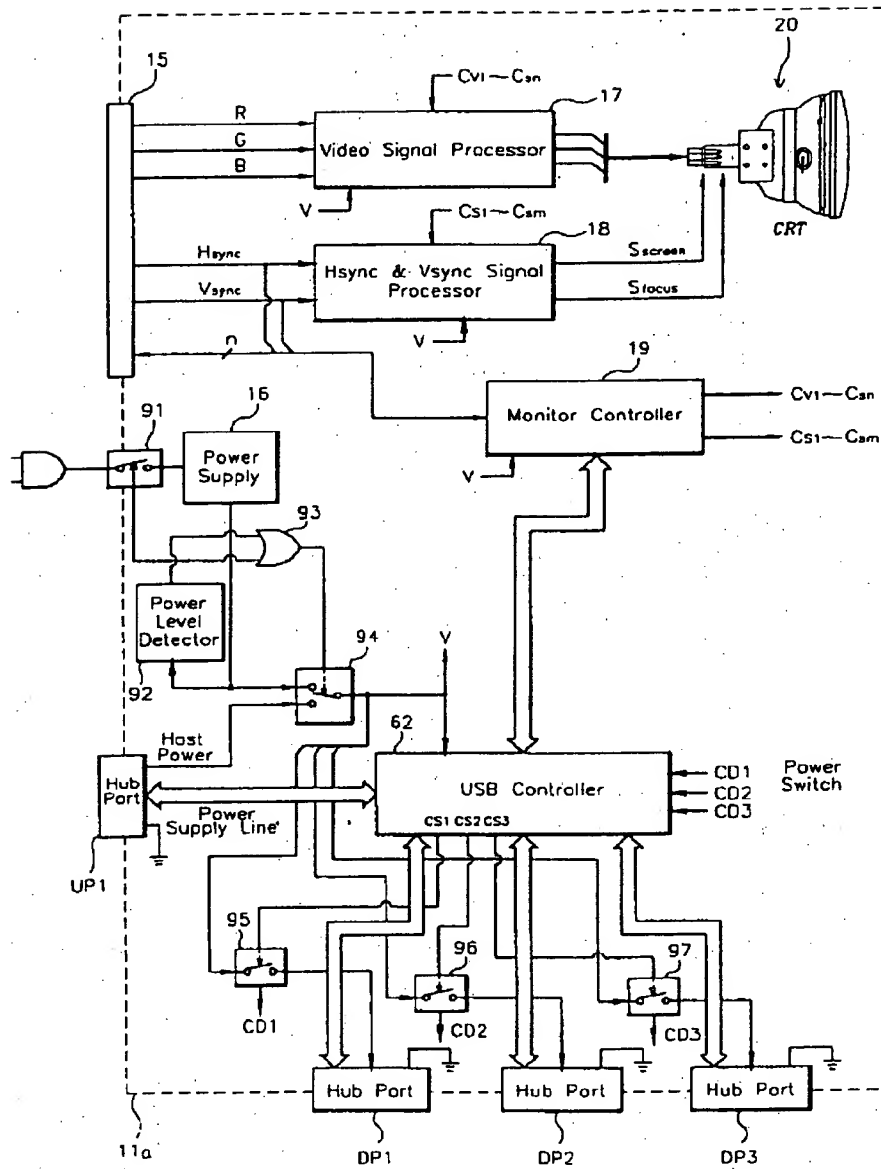 20
15
CV1~Csn
R
17
G
Video Signal Processor
B
V
CS1~Csm
CRT
18
Hsync
Sscreen
Hsync & Vsync Signal
Processor
Vsync
Sfocus
V
n
19
16
CV1~Csn
91
Monitor Controller
Power
Supply
CS1~Csm
V
93
Power
Level
Detector
V
94
92
Host
Power
62
CD1
Power
Switch
Hub
Port
USB Controller
CD2
CD3
Power
Supply Line
CS1 CS2 CS3
UP1
95
96
97
CD1
CD2
CD3
Hub Port
Hub Port
Hub Port
11a
DP1
DP2
DP3